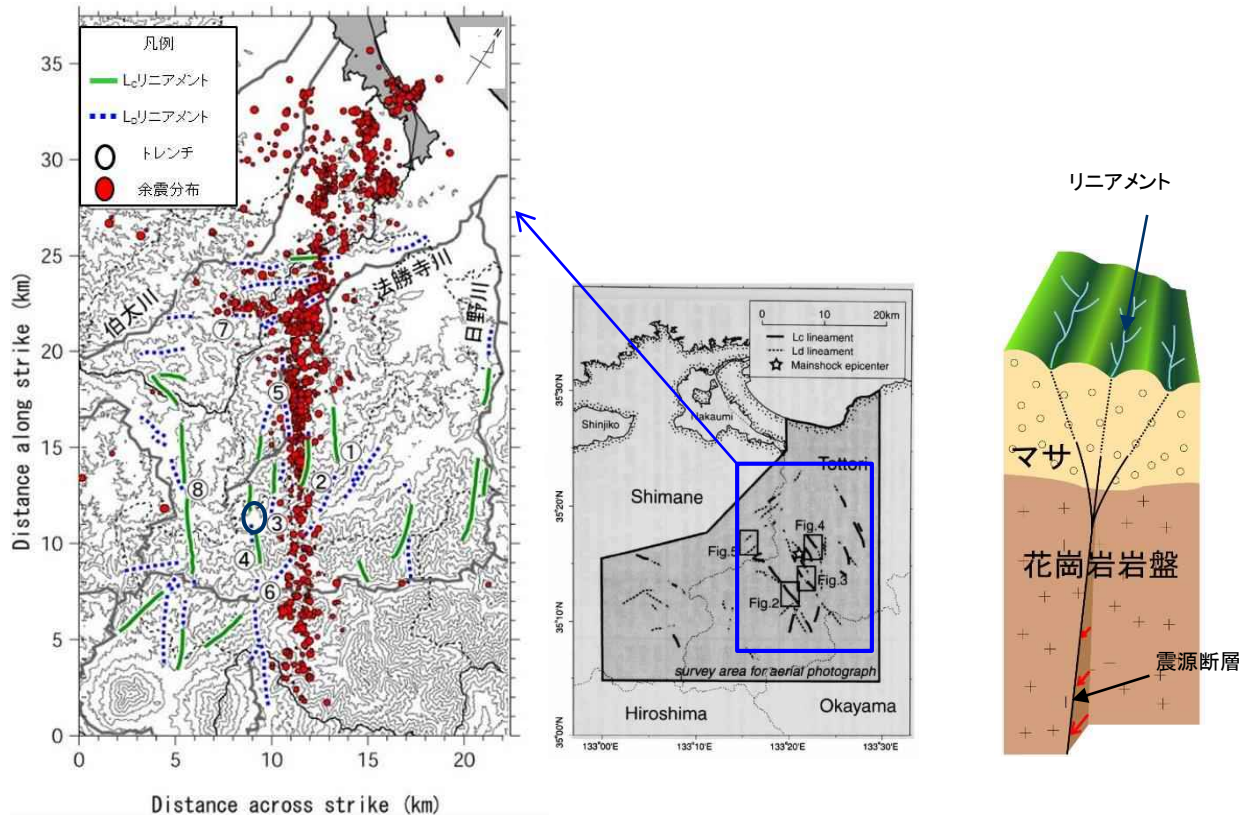 凡例
LCリニアメント
LDリニアメント
トレンチ
余震分布
N
35
30
25
20
15
10
5
0
0
5
10
15
20
Distance along strike (km)
Distance across strike (km)
伯太川
法勝寺川
日野川
⑦
⑤
①
②
⑧
③
④
⑥
0
10
20km
Lc lineament
Ld lineament
Mainshock epicenter
Shinjiko
Nakaumi
Tottori
Shimane
Fig.4
Fig.5
Fig.3
Fig.2
survey area for aerial photograph
Hiroshima
Okayama
35°30'N
35°20'N
35°10'N
35°00'N
133°00'E
133°10'E
133°20'E
133°30'E
リニアメント
マサ
花崗岩岩盤
震源断層